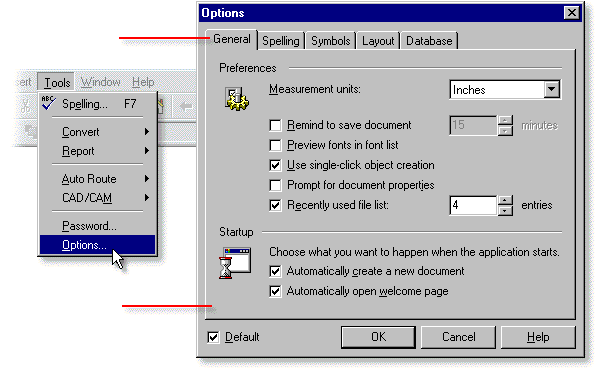 ert Tools Window Help
ABC Spelling... F7
Convert
Report
Auto Route
CAD/CAM
Password...
Options...
Options
General Spelling Symbols Layout Database
Preferences
Measurement units: Inches
Remind to save document 15 minutes
Preview fonts in font list
Use single-click object creation
Prompt for document properties
Recently used file list: 4 entries
Startup
Choose what you want to happen when the application starts.
Automatically create a new document
Automatically open welcome page
Default OK Cancel Help